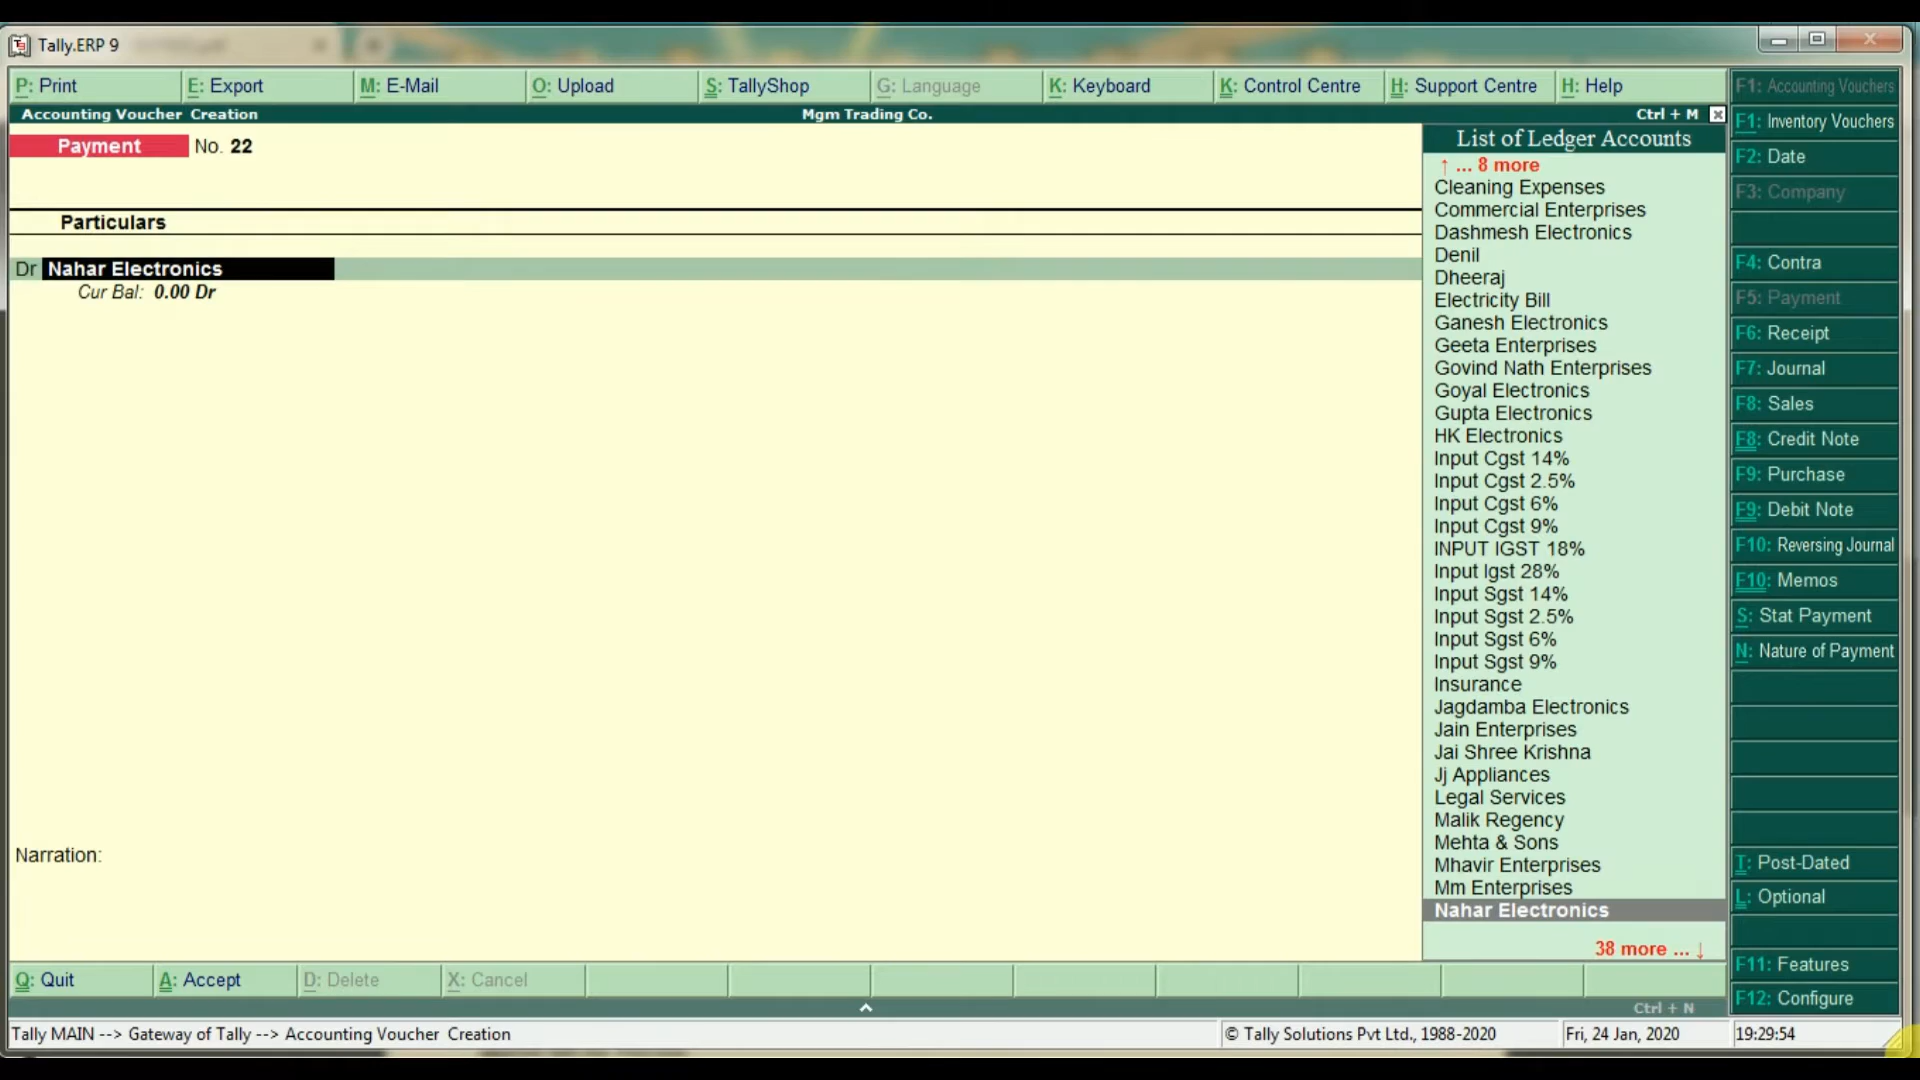 Tally.ERP 9
P: Print E: Export M: E-Mail O: Upload S: TallyShop G: Language K: Keyboard K: Control Centre H: Support Centre H: Help
Accounting Voucher Creation Mgm Trading Co. Ctrl + M
Payment No. 22
Particulars
Dr Nahar Electronics
Cur Bal: 0.00 Dr
Narration:
List of Ledger Accounts
↑ ... 8 more
Cleaning Expenses
Commercial Enterprises
Dashmesh Electronics
Denil
Dheeraj
Electricity Bill
Ganesh Electronics
Geeta Enterprises
Govind Nath Enterprises
Goyal Electronics
Gupta Electronics
HK Electronics
Input Cgst 14%
Input Cgst 2.5%
Input Cgst 6%
Input Cgst 9%
INPUT IGST 18%
Input Igst 28%
Input Sgst 14%
Input Sgst 2.5%
Input Sgst 6%
Input Sgst 9%
Insurance
Jagdamba Electronics
Jain Enterprises
Jai Shree Krishna
Jj Appliances
Legal Services
Malik Regency
Mehta & Sons
Mhavir Enterprises
Mm Enterprises
Nahar Electronics
38 more ... ↓
F1: Accounting Vouchers
F1: Inventory Vouchers
F2: Date
F3: Company
F4: Contra
F5: Payment
F6: Receipt
F7: Journal
F8: Sales
F8: Credit Note
F9: Purchase
F9: Debit Note
F10: Reversing Journal
F10: Memos
S: Stat Payment
N: Nature of Payment
T: Post-Dated
L: Optional
F11: Features
F12: Configure
Q: Quit A: Accept D: Delete X: Cancel
Ctrl + N
Tally MAIN --> Gateway of Tally --> Accounting Voucher Creation © Tally Solutions Pvt Ltd., 1988-2020 Fri, 24 Jan, 2020 19:29:54